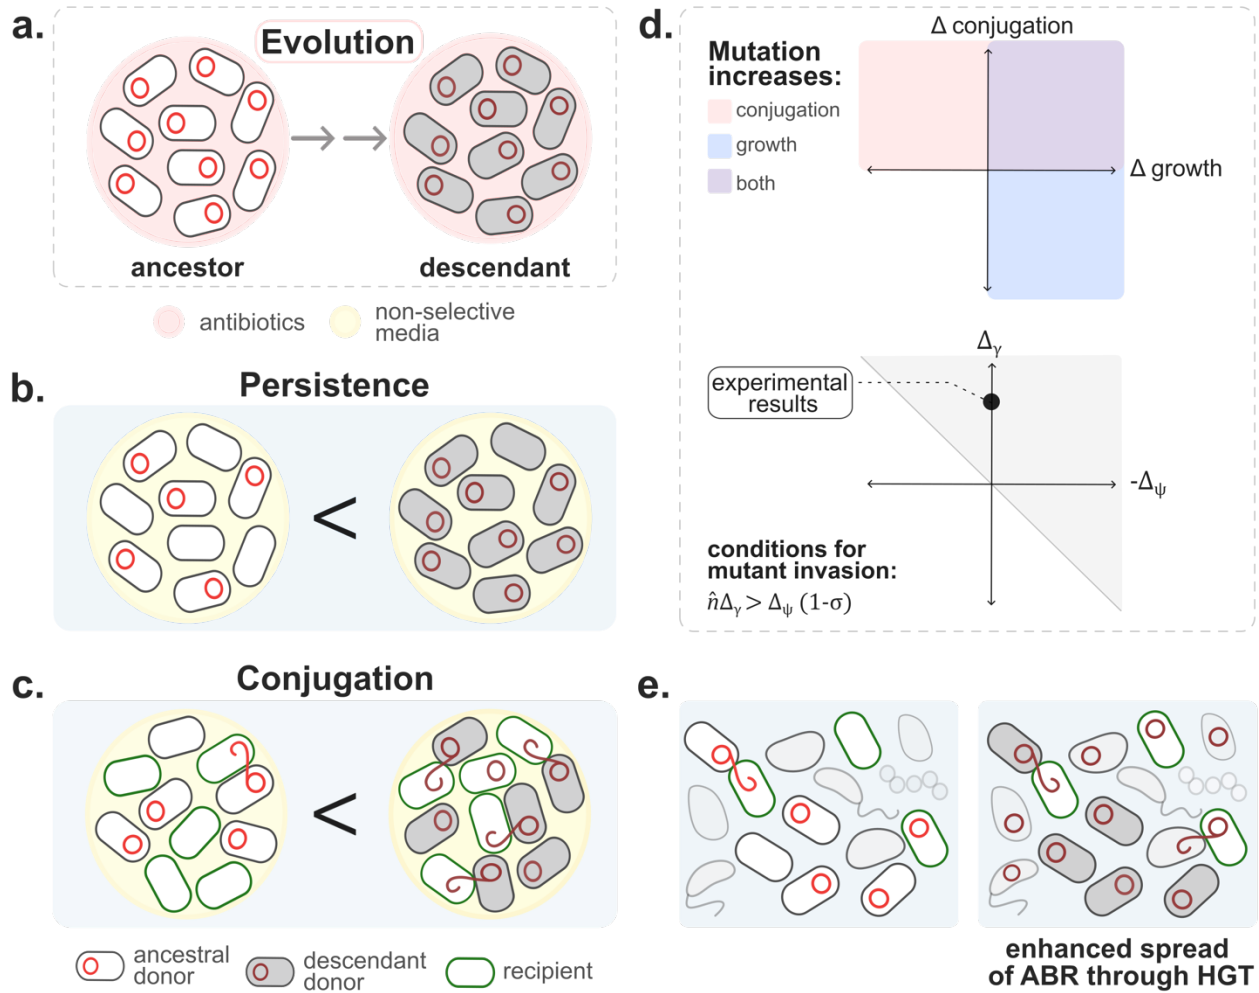 a.
Evolution
ancestor
descendant
antibiotics
non-selective
media
b.
Persistence
<
c.
Conjugation
<
ancestral
donor
descendant
donor
recipient
d.
Δ conjugation
Mutation
increases:
conjugation
growth
both
Δ growth
Δγ
experimental
results
-Δψ
conditions for
mutant invasion:
n̂Δγ > Δψ (1-σ)
e.
enhanced spread
of ABR through HGT